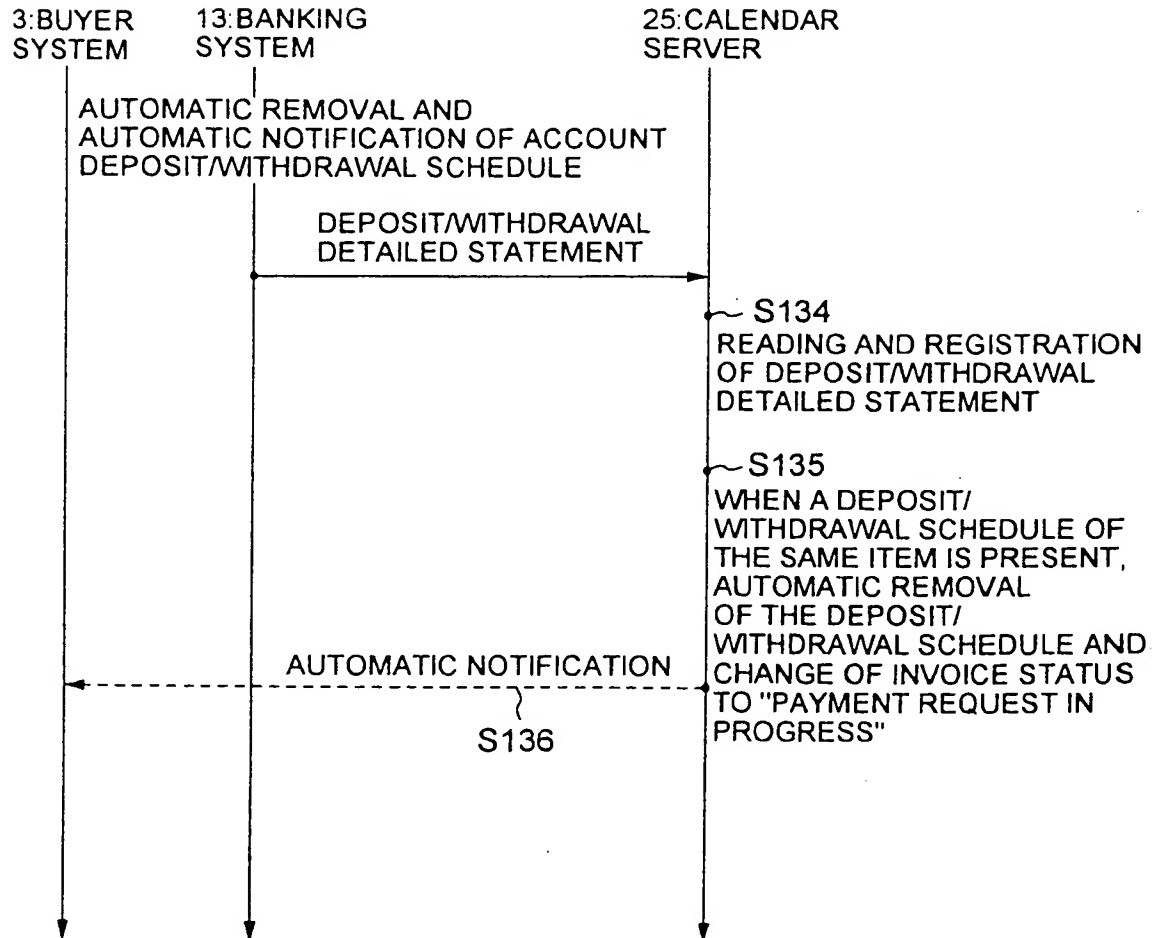 3:BUYER
SYSTEM
13:BANKING
SYSTEM
25:CALENDAR
SERVER
AUTOMATIC REMOVAL AND
AUTOMATIC NOTIFICATION OF ACCOUNT
DEPOSIT/WITHDRAWAL SCHEDULE
DEPOSIT/WITHDRAWAL
DETAILED STATEMENT
S134
READING AND REGISTRATION
OF DEPOSIT/WITHDRAWAL
DETAILED STATEMENT
S135
WHEN A DEPOSIT/
WITHDRAWAL SCHEDULE OF
THE SAME ITEM IS PRESENT,
AUTOMATIC REMOVAL
OF THE DEPOSIT/
WITHDRAWAL SCHEDULE AND
CHANGE OF INVOICE STATUS
TO "PAYMENT REQUEST IN
PROGRESS"
AUTOMATIC NOTIFICATION
S136